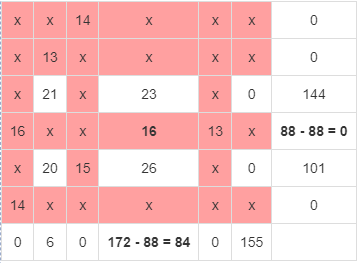 x x 14 x x x 0
x 13 x x x x 0
x 21 x 23 x 0 144
16 x x 16 13 x 88 - 88 = 0
x 20 15 26 x 0 101
14 x x x x x 0
0 6 0 172 - 88 = 84 0 155